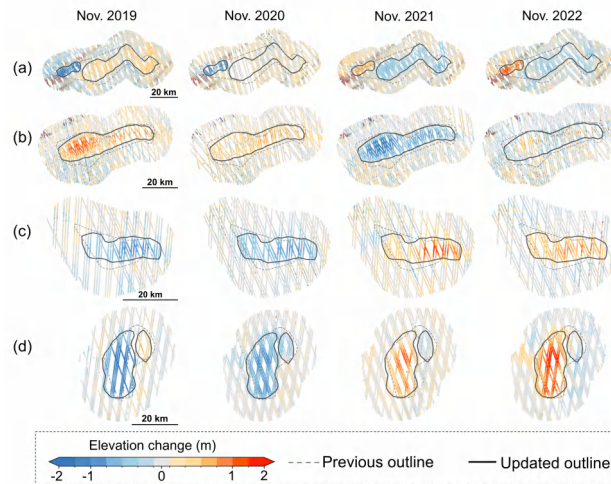 Nov. 2019 Nov. 2020 Nov. 2021 Nov. 2022
(a)
20 km
(b)
20 km
(c)
20 km
(d)
20 km
Elevation change (m)
-2 -1 0 1 2
Previous outline
Updated outline